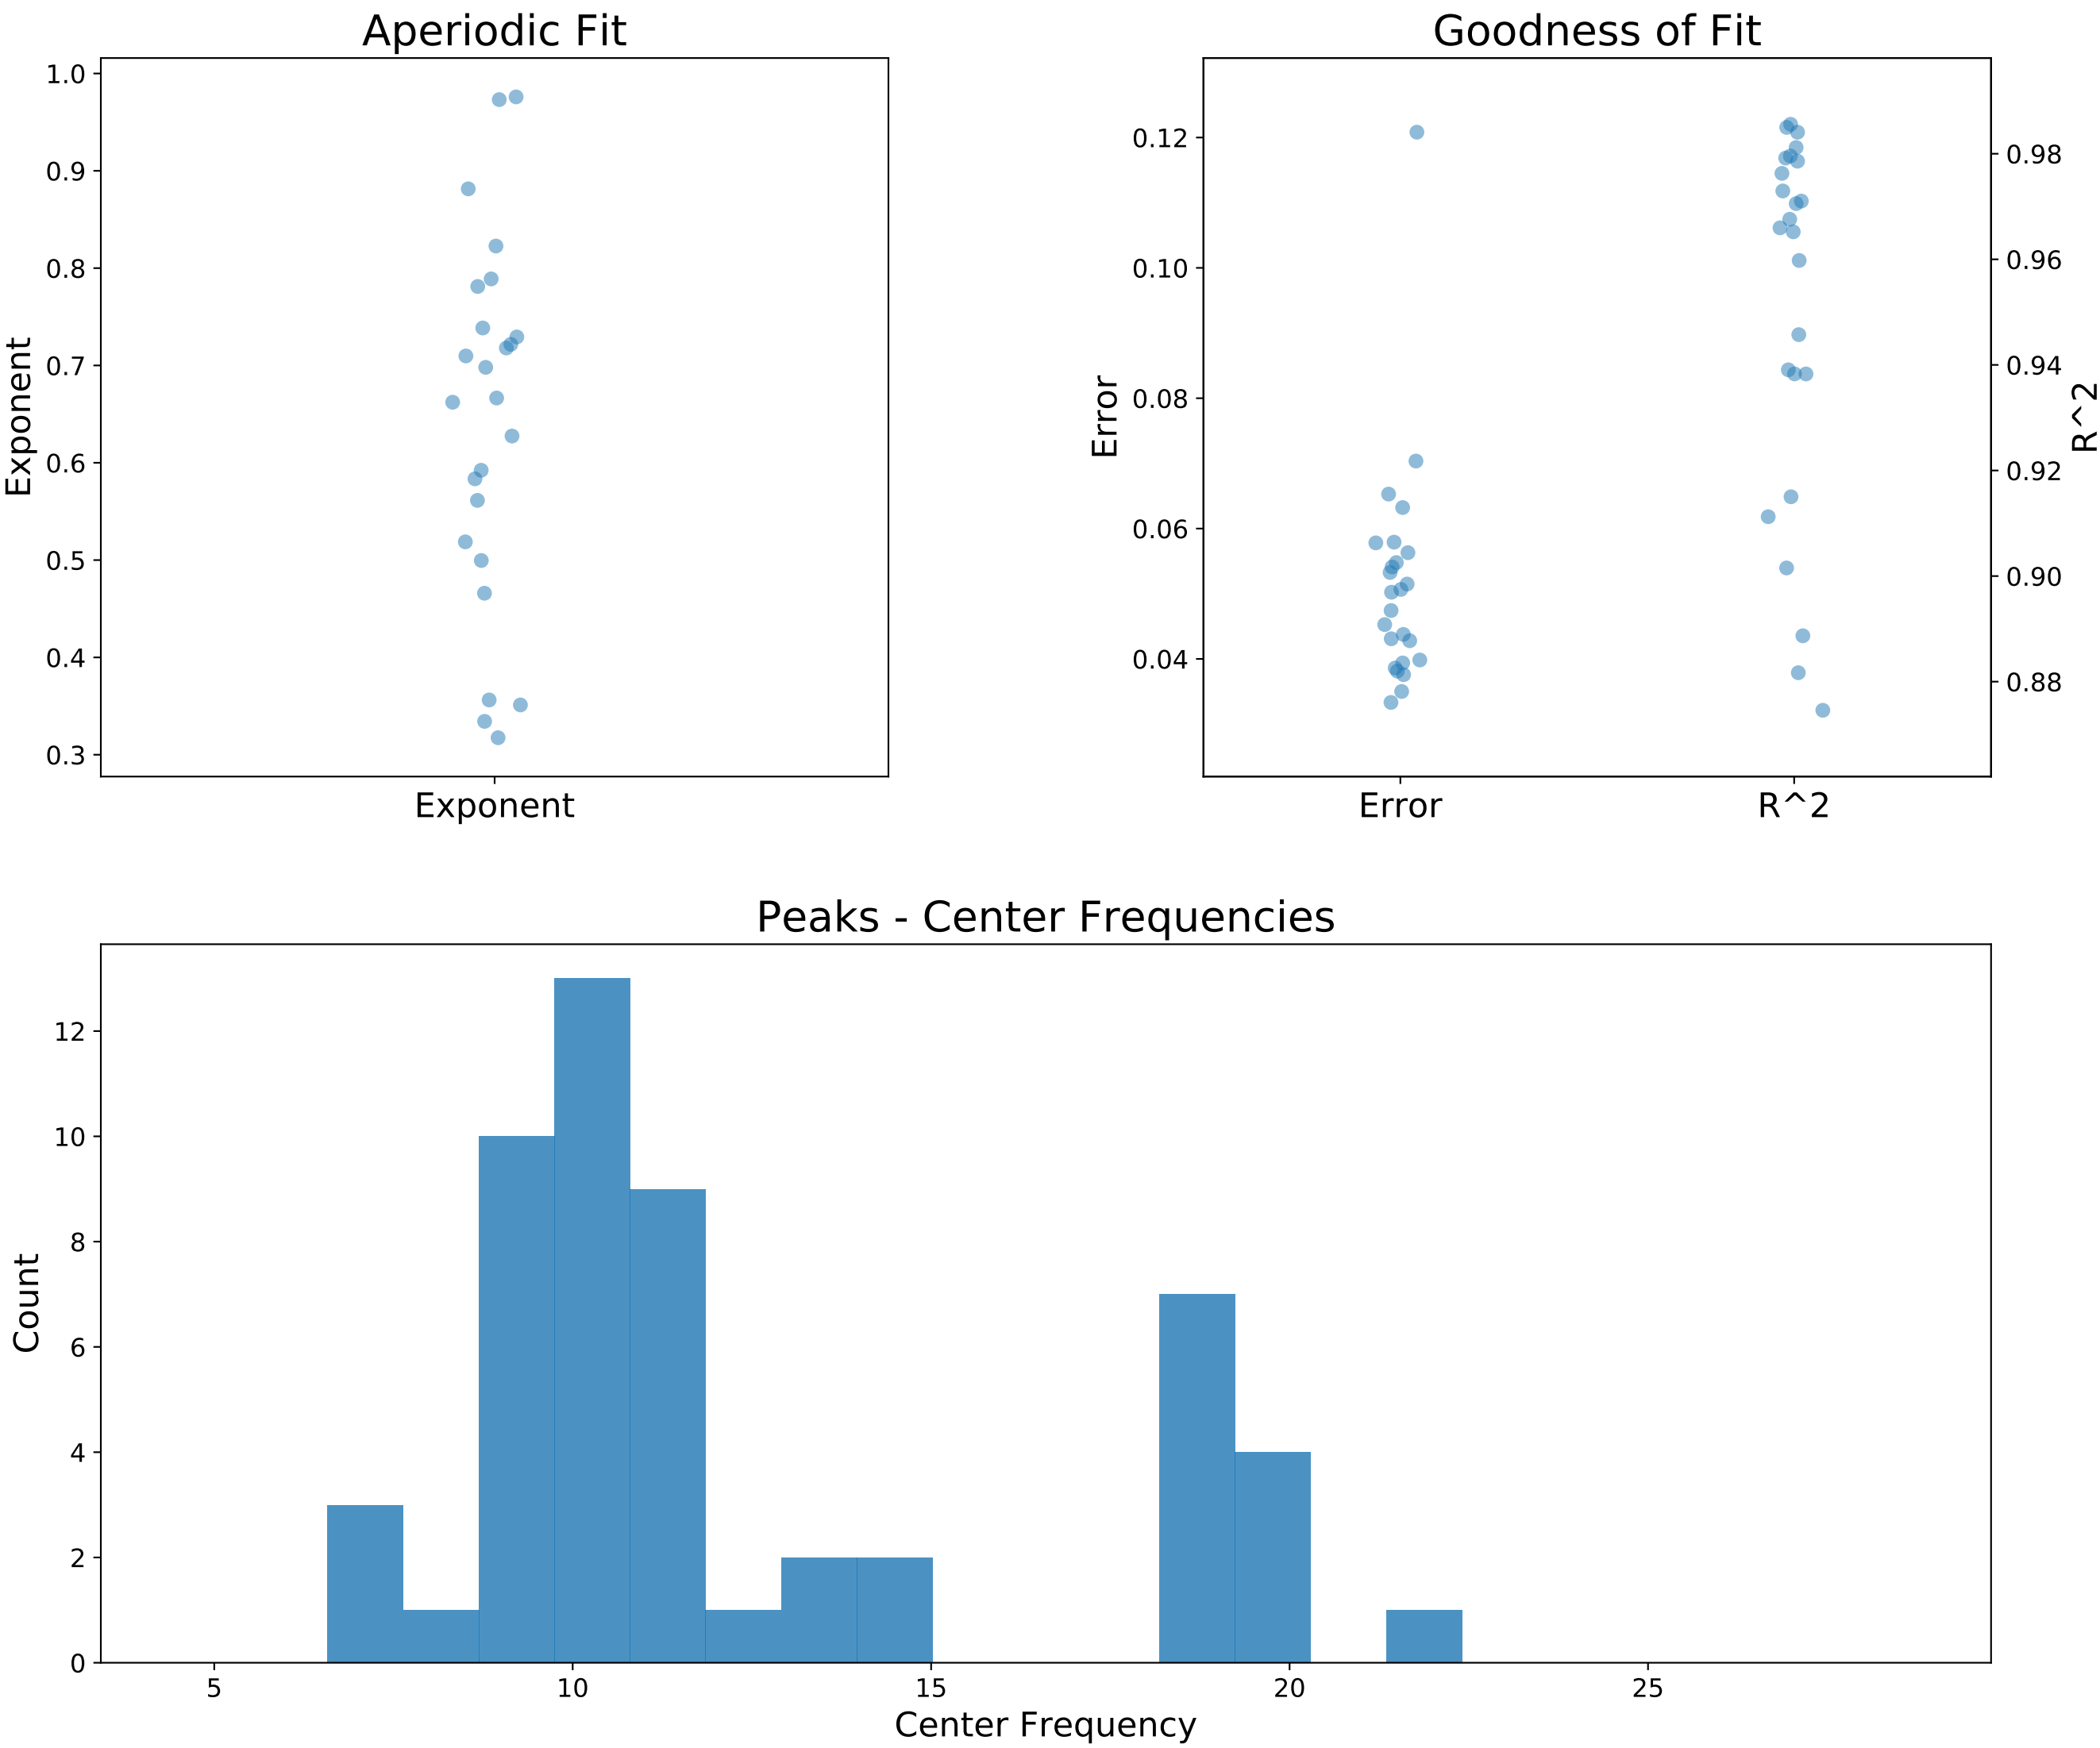 Aperiodic Fit
1.0
0.9
0.8
0.7
0.6
0.5
0.4
0.3
Exponent
Exponent
Goodness of Fit
0.12
0.10
0.08
0.06
0.04
Error
0.98
0.96
0.94
0.92
0.90
0.88
R^2
Error R^2
Peaks - Center Frequencies
12
10
8
6
4
2
0
Count
5 10 15 20 25
Center Frequency